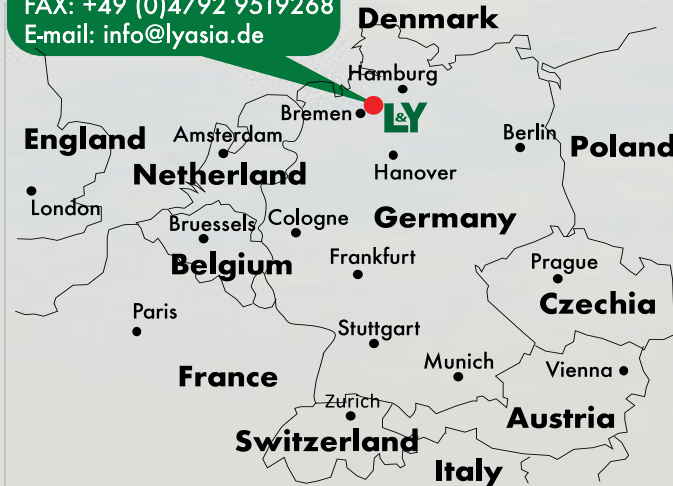 FAX: +49 (0)4792 9519268
E-mail: info@lyasia.de
Denmark
Hamburg
Bremen
L&Y
England
Amsterdam
Berlin
Poland
Netherland
Hanover
London
Bruessels
Cologne
Germany
Belgium
Frankfurt
Prague
Czechia
Paris
Stuttgart
Munich
Vienna
France
Zurich
Austria
Switzerland
Italy